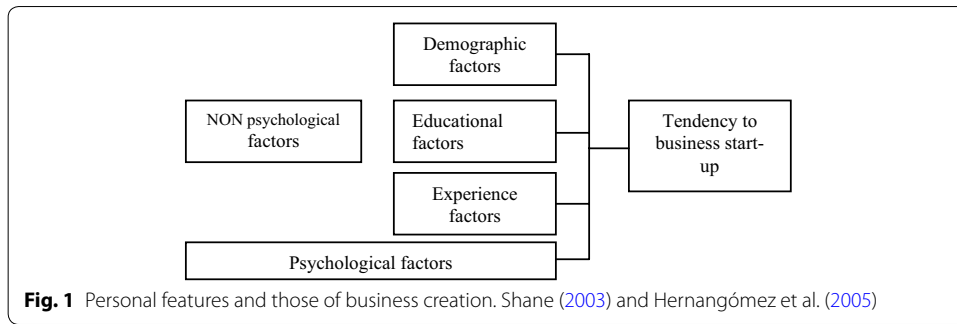 Demographic
factors
NON psychological
factors
Educational
factors
Tendency to
business start-
up
Experience
factors
Psychological factors
Fig. 1 Personal features and those of business creation. Shane (2003) and Hernangómez et al. (2005)